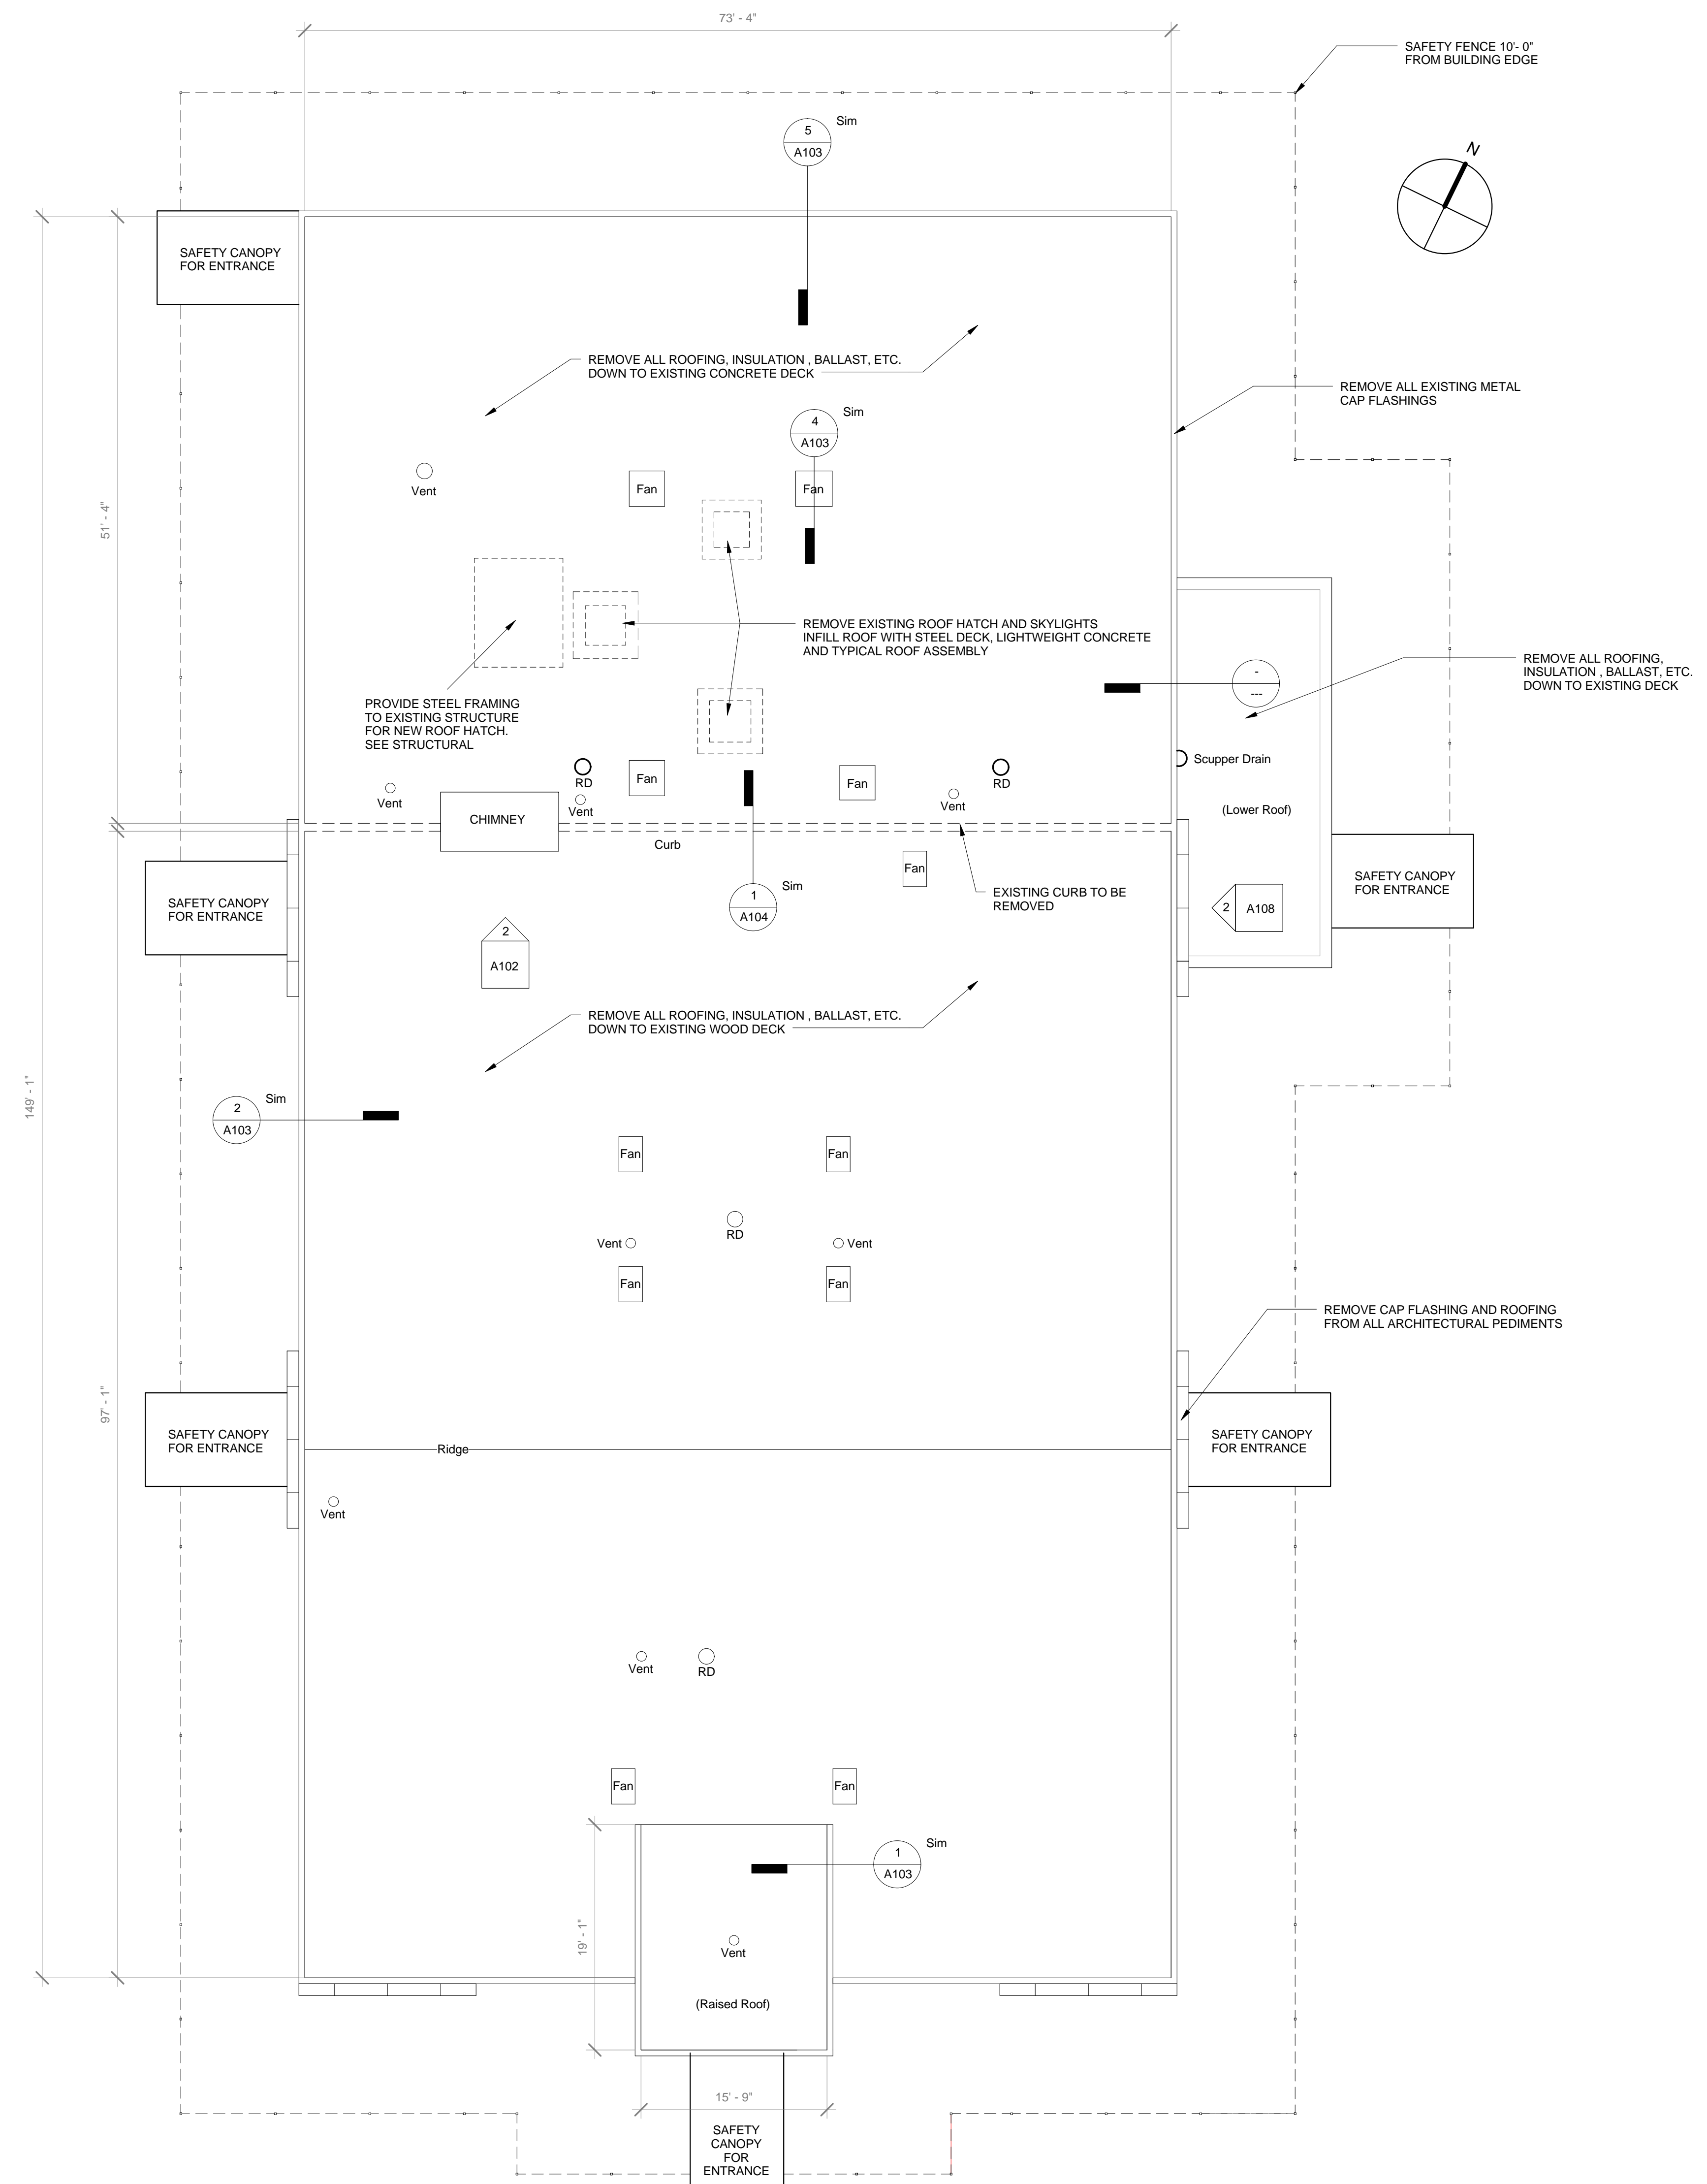 73' - 4"
SAFETY FENCE 10'- 0"
FROM BUILDING EDGE
5
A103
Sim
N
SAFETY CANOPY
FOR ENTRANCE
REMOVE ALL ROOFING, INSULATION , BALLAST, ETC.
DOWN TO EXISTING CONCRETE DECK
REMOVE ALL EXISTING METAL
CAP FLASHINGS
4
A103
Sim
Vent
Fan
Fan
51' - 4"
REMOVE EXISTING ROOF HATCH AND SKYLIGHTS
INFILL ROOF WITH STEEL DECK, LIGHTWEIGHT CONCRETE
AND TYPICAL ROOF ASSEMBLY
REMOVE ALL ROOFING,
INSULATION , BALLAST, ETC.
DOWN TO EXISTING DECK
-
---
PROVIDE STEEL FRAMING
TO EXISTING STRUCTURE
FOR NEW ROOF HATCH.
SEE STRUCTURAL
Scupper Drain
RD
Fan
Fan
RD
Vent
Vent
Vent
(Lower Roof)
CHIMNEY
Curb
Fan
SAFETY CANOPY
FOR ENTRANCE
1
A104
Sim
EXISTING CURB TO BE
REMOVED
2
A108
SAFETY CANOPY
FOR ENTRANCE
2
A102
REMOVE ALL ROOFING, INSULATION , BALLAST, ETC.
DOWN TO EXISTING WOOD DECK
149' - 1"
2
A103
Sim
Fan
Fan
RD
Vent
Vent
Fan
Fan
REMOVE CAP FLASHING AND ROOFING
FROM ALL ARCHITECTURAL PEDIMENTS
97' - 1"
SAFETY CANOPY
FOR ENTRANCE
SAFETY CANOPY
FOR ENTRANCE
Ridge
Vent
Vent
RD
Fan
Fan
1
A103
Sim
19' - 1"
Vent
(Raised Roof)
15' - 9"
SAFETY
CANOPY
FOR
ENTRANCE